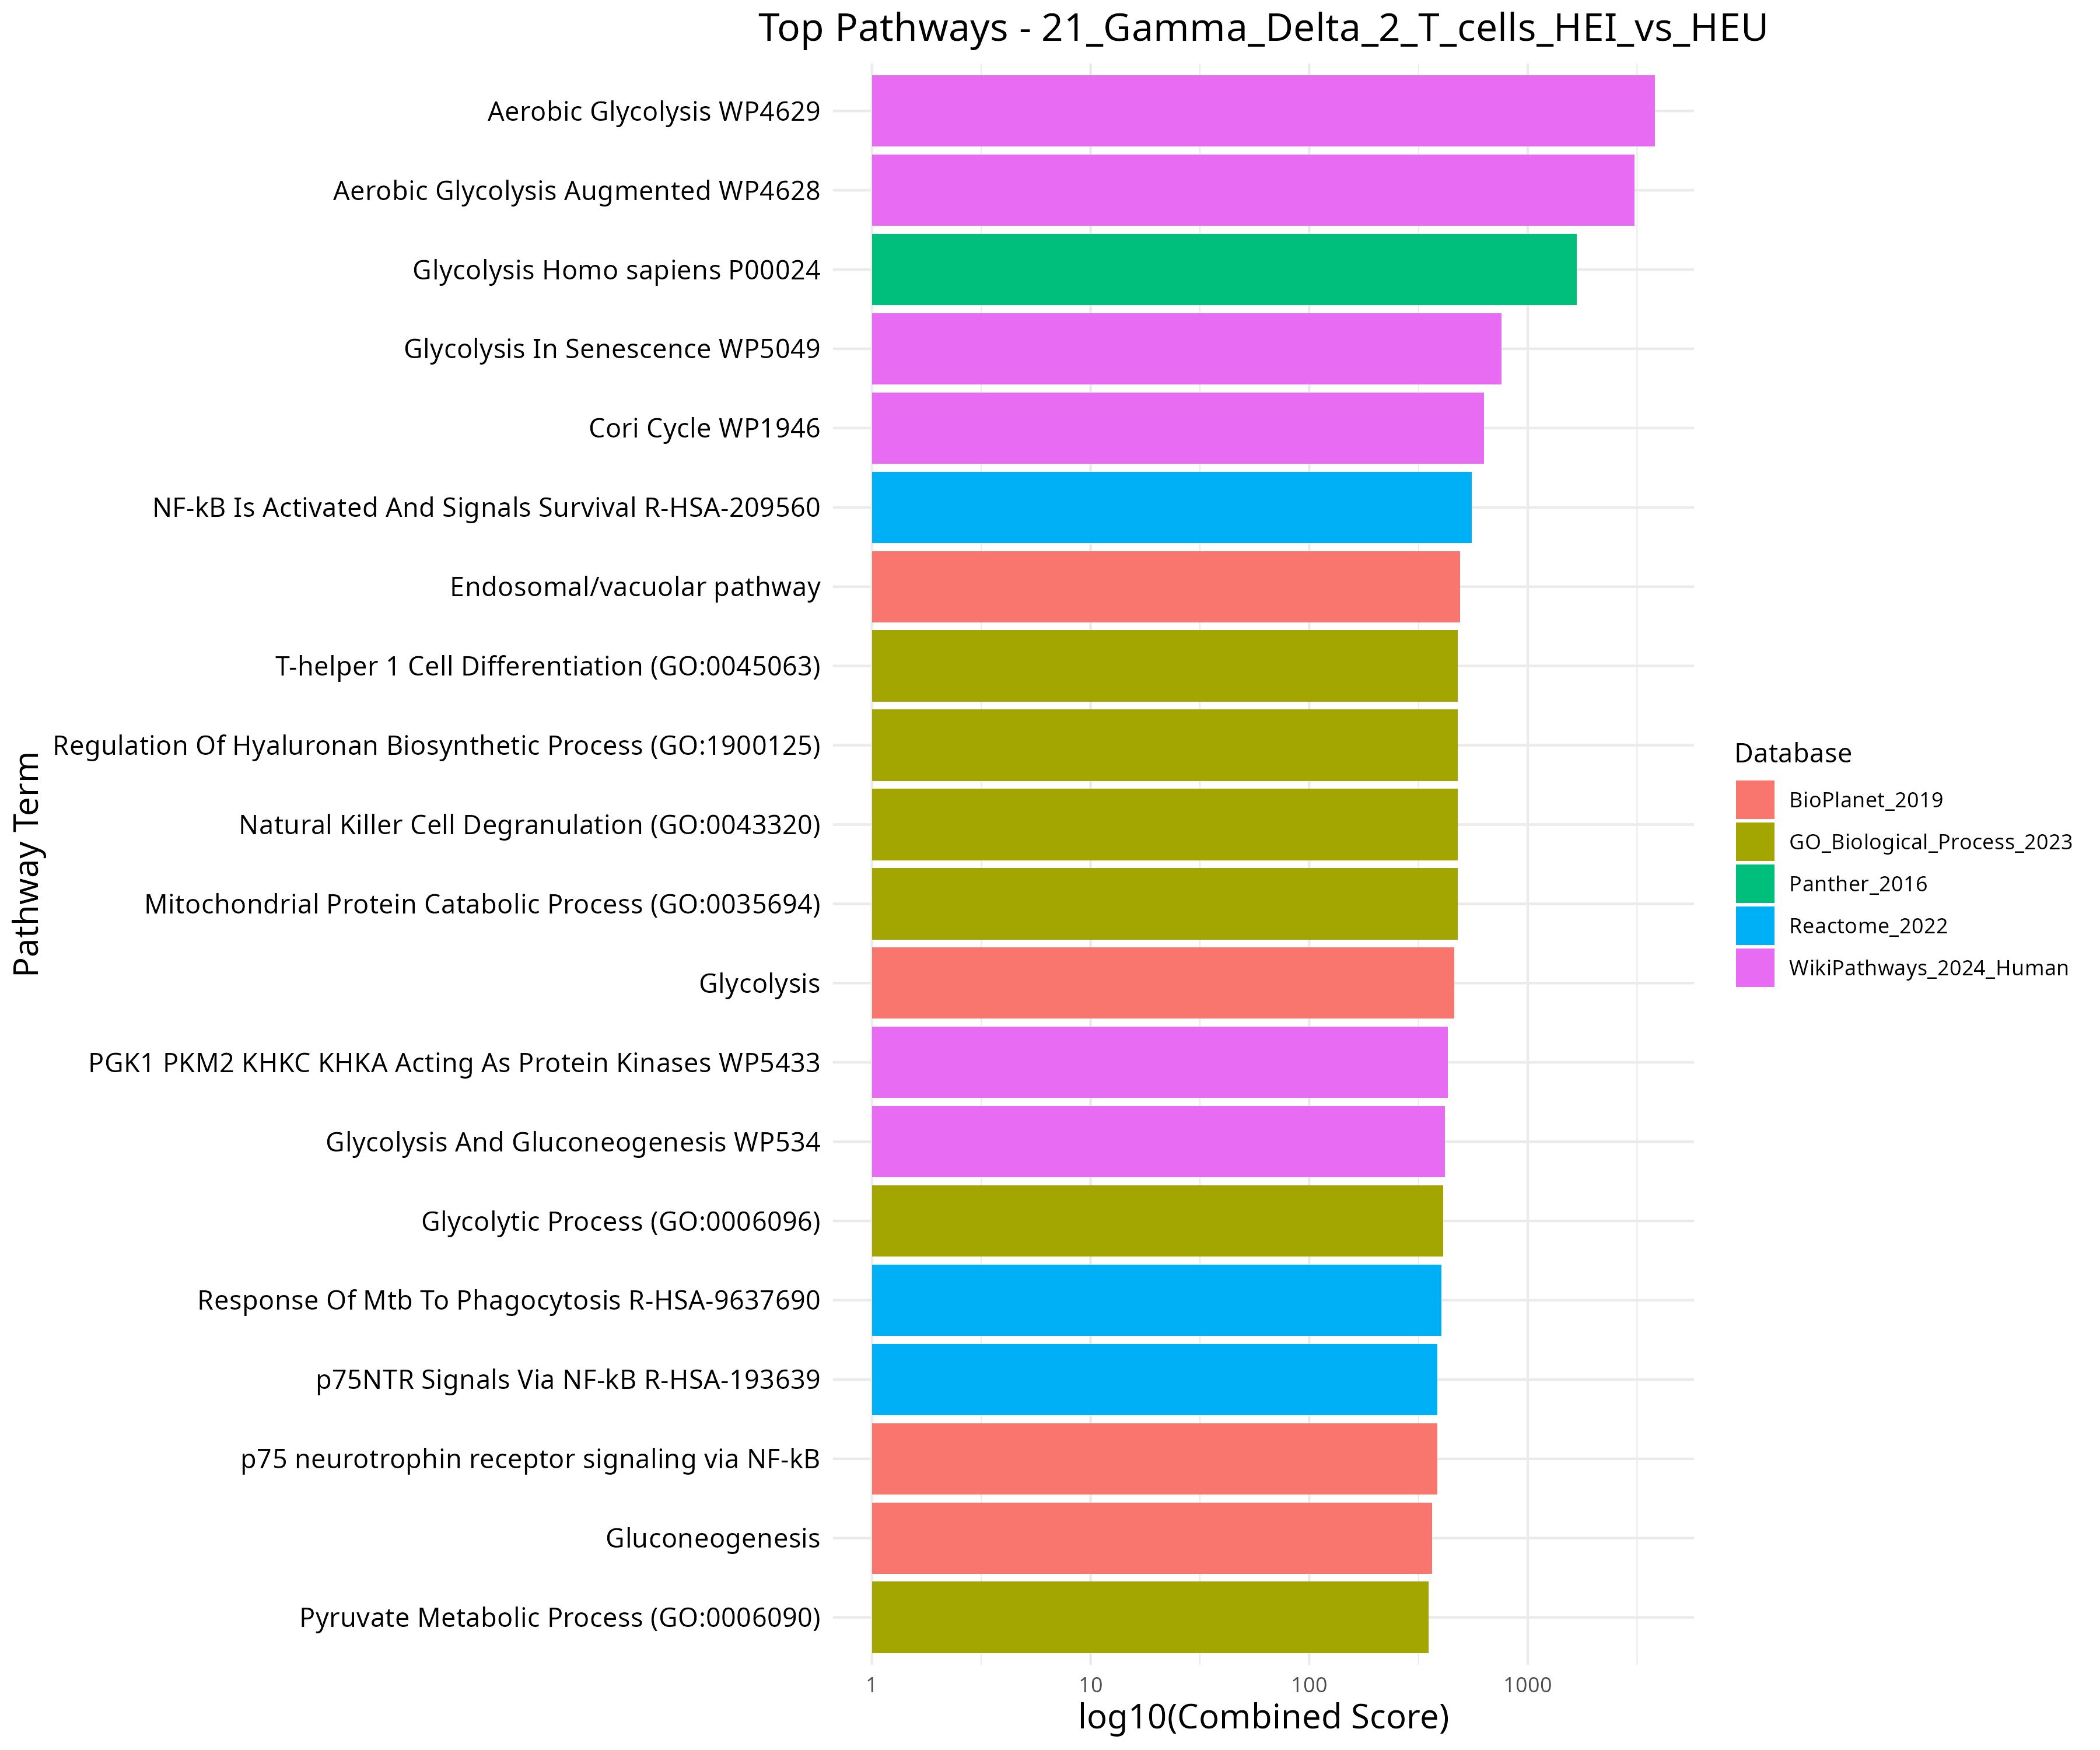 Top Pathways - 21_Gamma_Delta_2_T_cells_HEI_vs_HEU
Pathway Term
Aerobic Glycolysis WP4629
Aerobic Glycolysis Augmented WP4628
Glycolysis Homo sapiens P00024
Glycolysis In Senescence WP5049
Cori Cycle WP1946
NF-kB Is Activated And Signals Survival R-HSA-209560
Endosomal/vacuolar pathway
T-helper 1 Cell Differentiation (GO:0045063)
Regulation Of Hyaluronan Biosynthetic Process (GO:1900125)
Natural Killer Cell Degranulation (GO:0043320)
Mitochondrial Protein Catabolic Process (GO:0035694)
Glycolysis
PGK1 PKM2 KHKC KHKA Acting As Protein Kinases WP5433
Glycolysis And Gluconeogenesis WP534
Glycolytic Process (GO:0006096)
Response Of Mtb To Phagocytosis R-HSA-9637690
p75NTR Signals Via NF-kB R-HSA-193639
p75 neurotrophin receptor signaling via NF-kB
Gluconeogenesis
Pyruvate Metabolic Process (GO:0006090)
1 10 100 1000
log10(Combined Score)
Database
BioPlanet_2019
GO_Biological_Process_2023
Panther_2016
Reactome_2022
WikiPathways_2024_Human